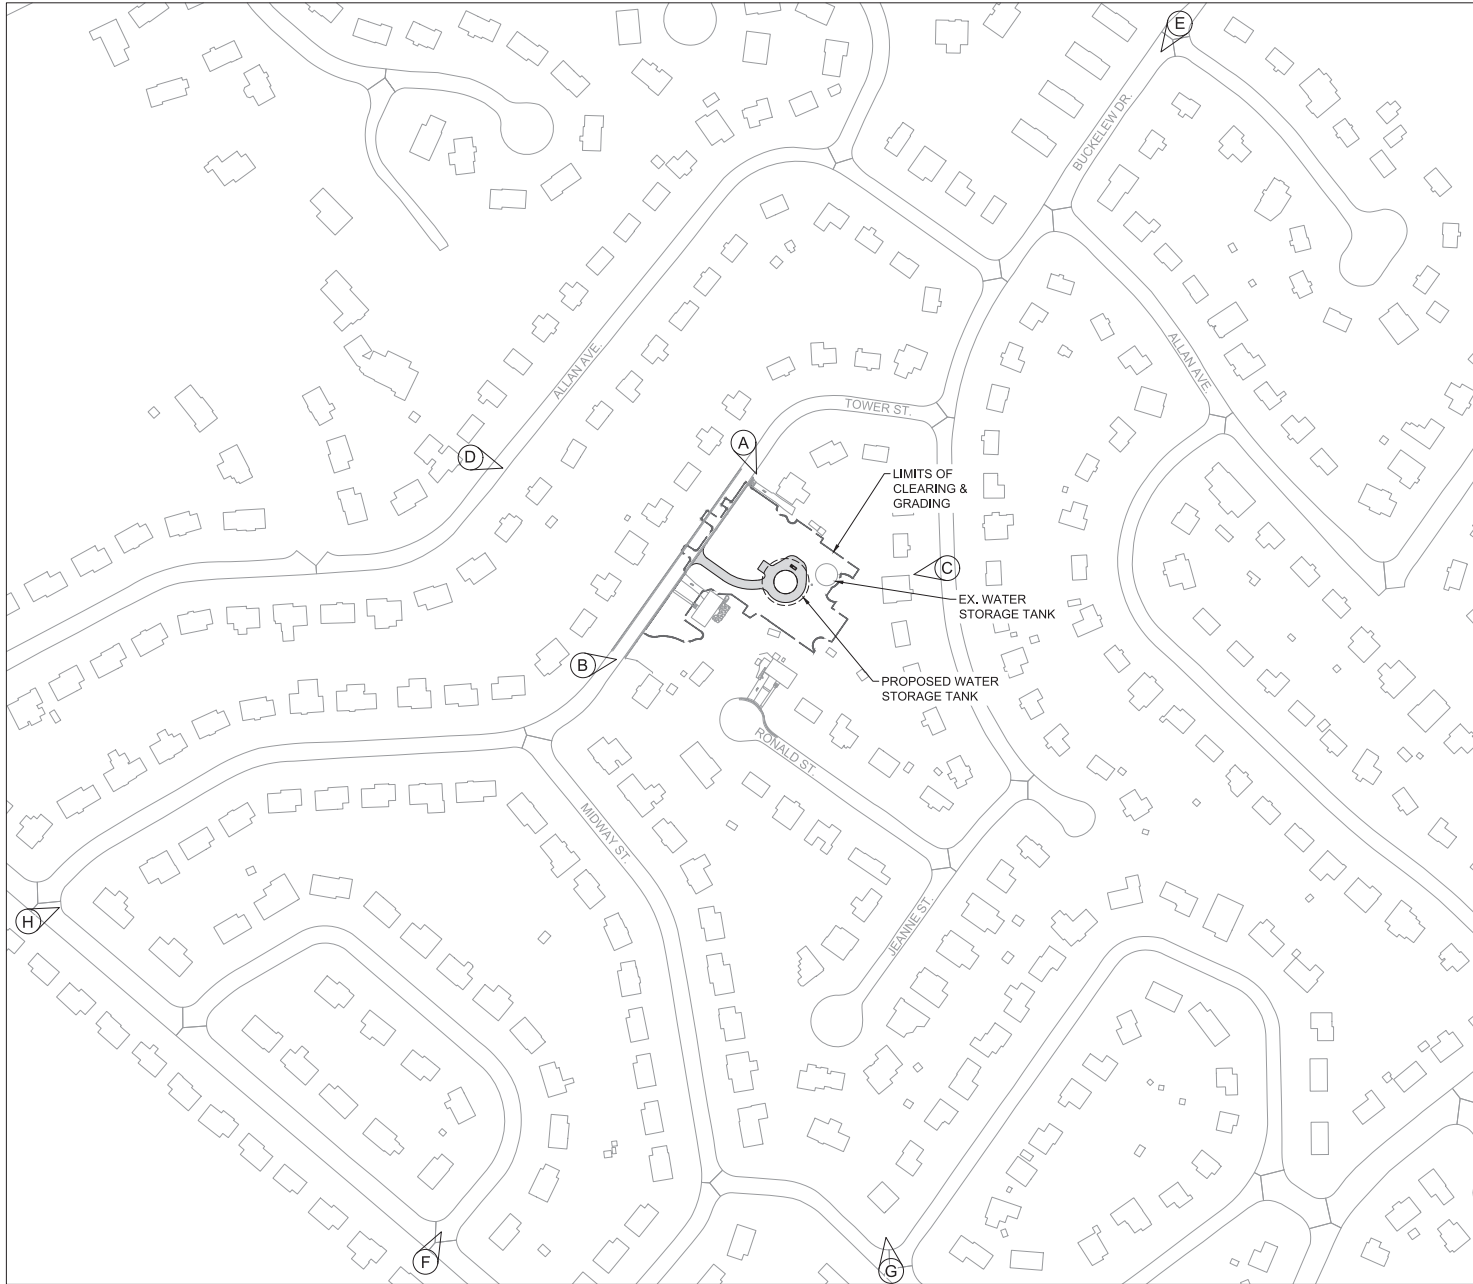 E
BUCKELEW DR.
ALLAN AVE.
ALLAN AVE.
TOWER ST.
A
D
LIMITS OF
CLEARING &
GRADING
C
EX. WATER
STORAGE TANK
B
PROPOSED WATER
STORAGE TANK
RONALD ST.
MIDWAY ST.
JEANNE ST.
H
F
G